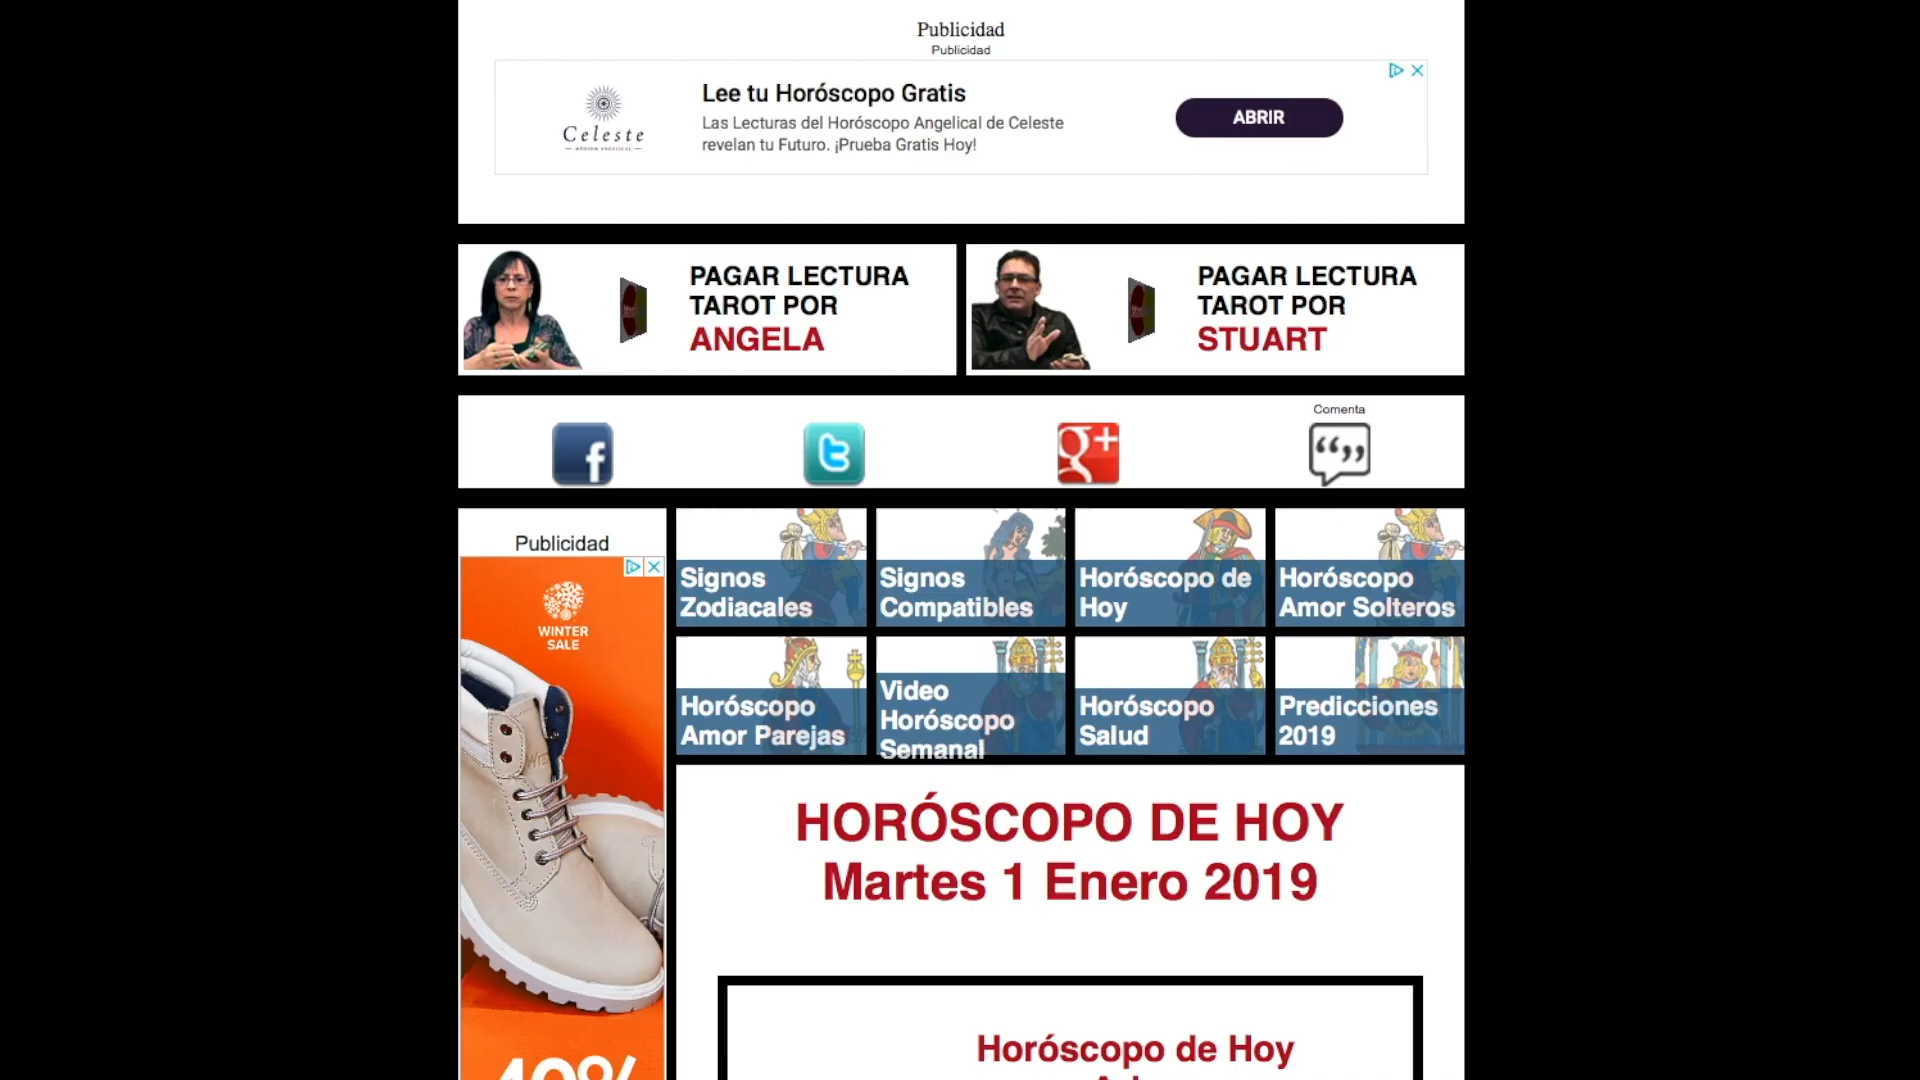 Publicidad
Publicidad
Lee tu Horóscopo Gratis
Las Lecturas del Horóscopo Angelical de Celeste
revelan tu Futuro. ¡Prueba Gratis Hoy!
Celeste
MÉDIUM ANGELICAL
ABRIR
PAGAR LECTURA
TAROT POR
ANGELA
PAGAR LECTURA
TAROT POR
STUART
Comenta
Publicidad
WINTER
SALE
40%
Signos
Zodiacales
Signos
Compatibles
Horóscopo de
Hoy
Horóscopo
Amor Solteros
Horóscopo
Amor Parejas
Video
Horóscopo
Semanal
Horóscopo
Salud
Predicciones
2019
HORÓSCOPO DE HOY
Martes 1 Enero 2019
Horóscopo de Hoy